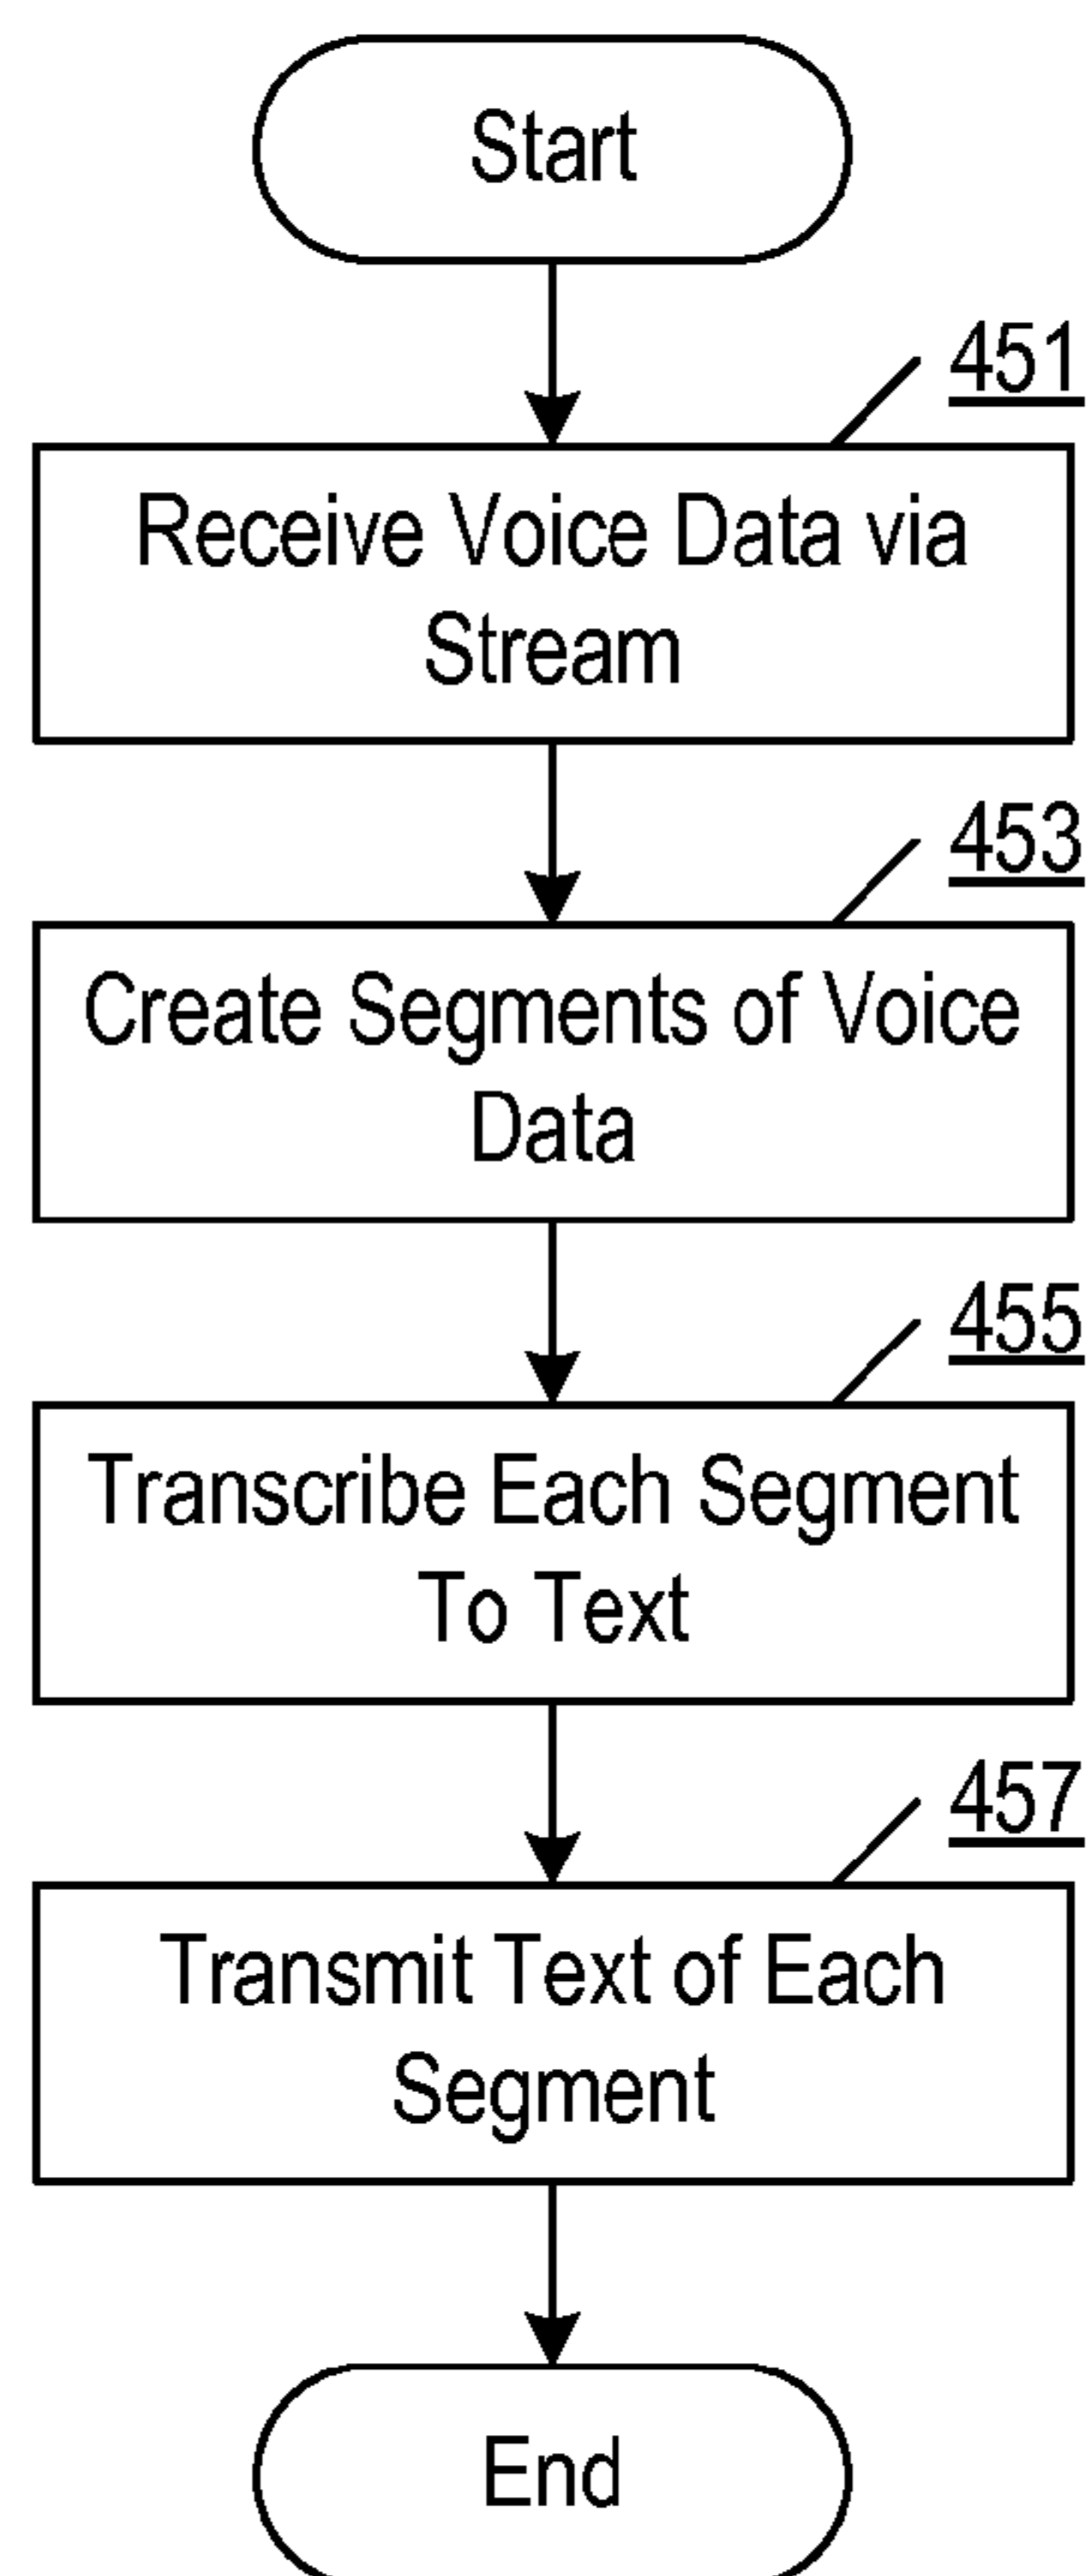 Start
451
Receive Voice Data via
Stream
453
Create Segments of Voice
Data
455
Transcribe Each Segment
To Text
457
Transmit Text of Each
Segment
End